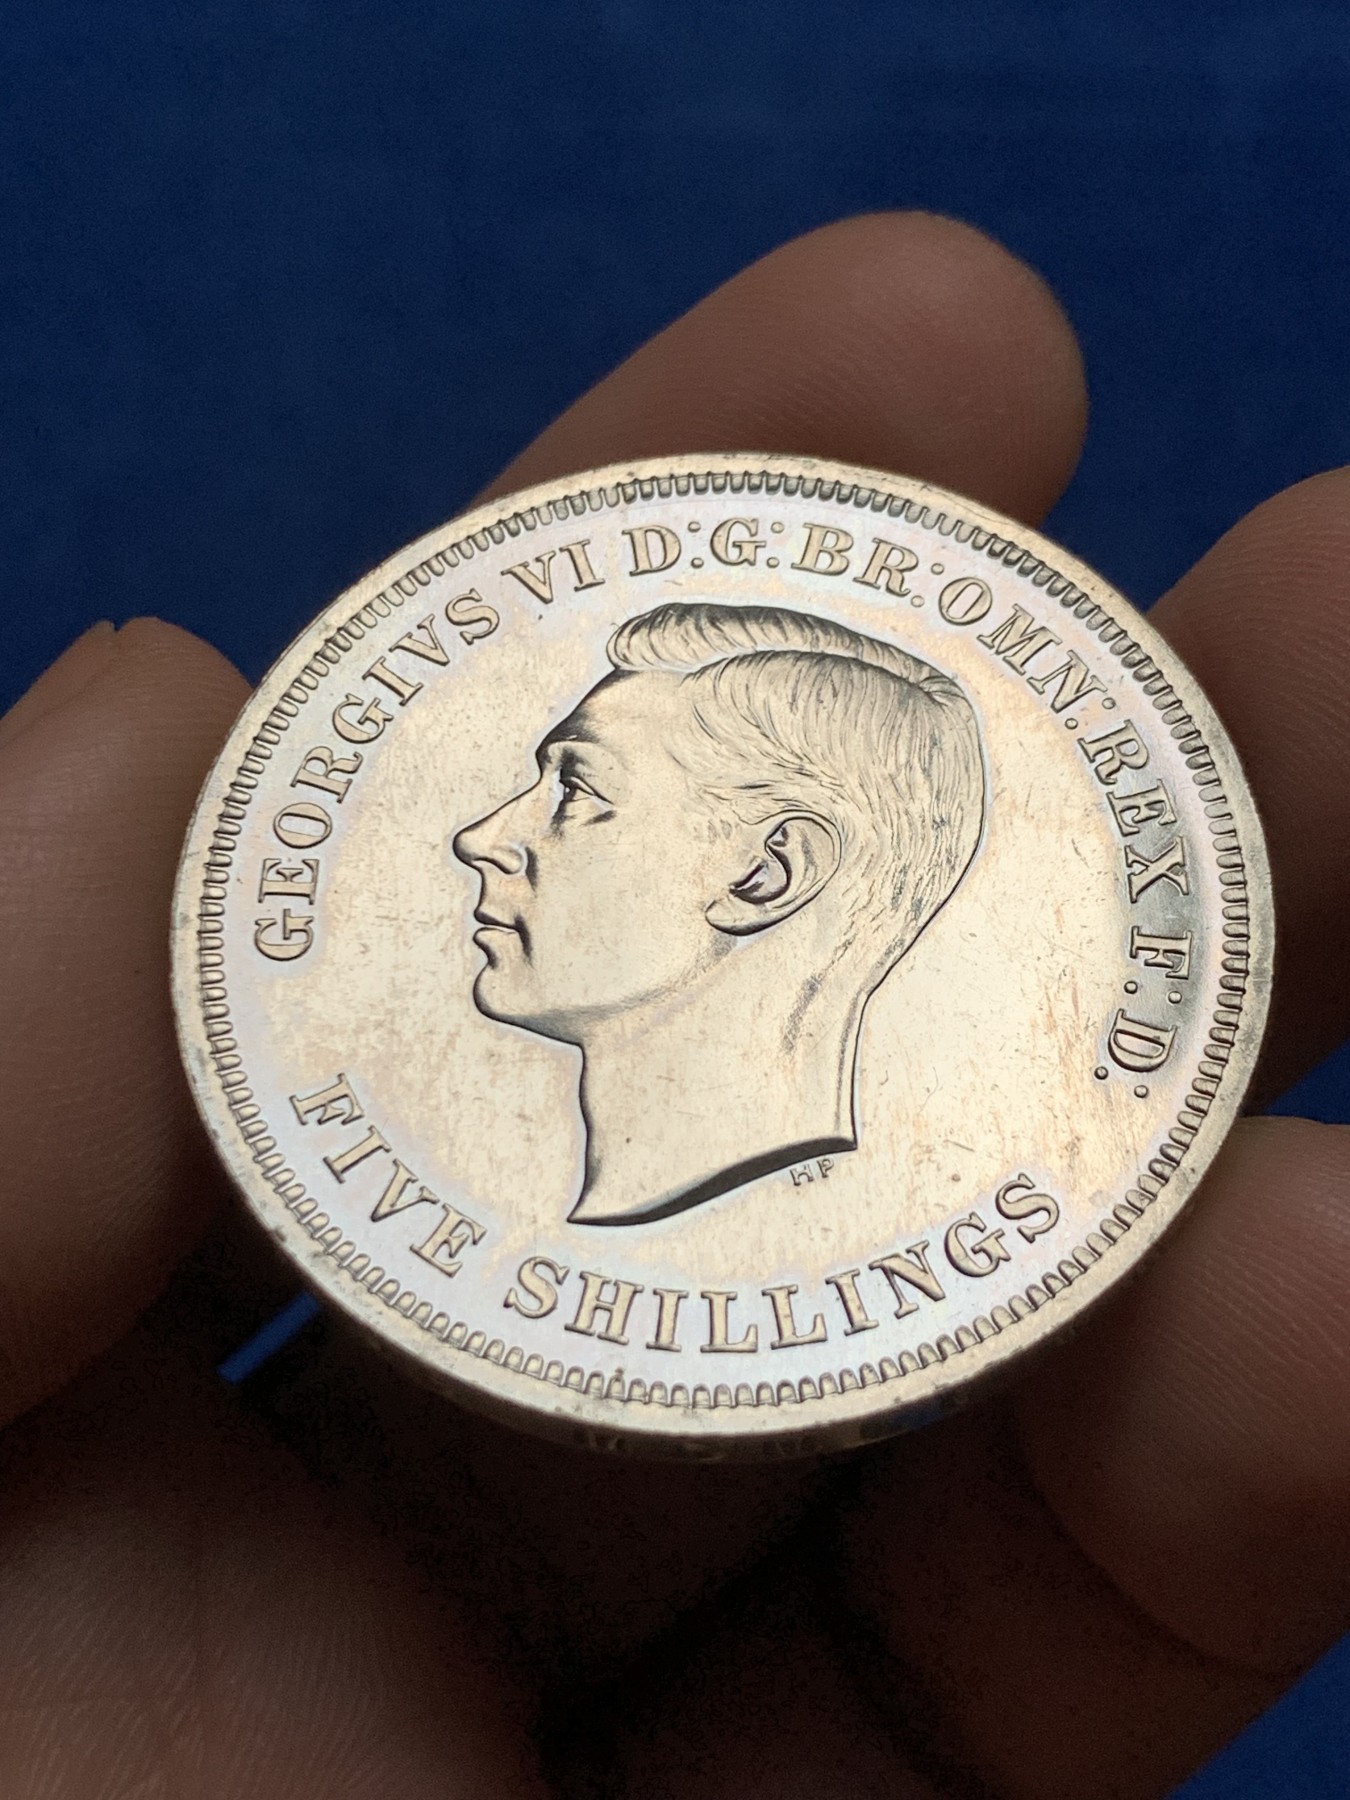 GEORGIVS VI D:G:BR:OMN:REX F:D:
HP
FIVE SHILLINGS